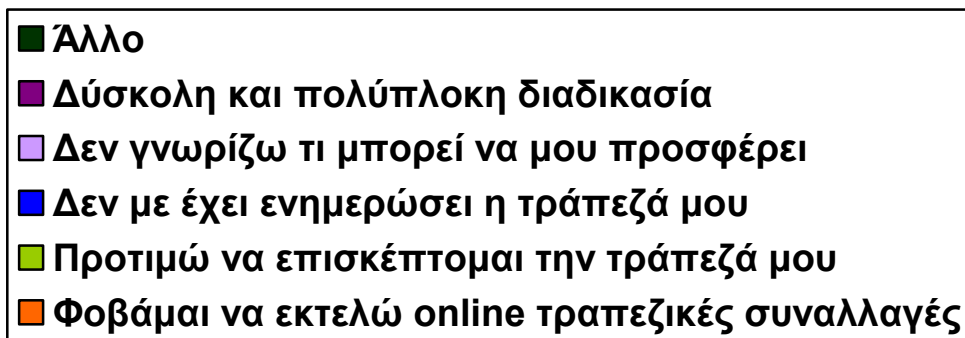 Άλλο
Δύσκολη και πολύπλοκη διαδικασία
Δεν γνωρίζω τι μπορεί να μου προσφέρει
Δεν με έχει ενημερώσει η τράπεζά μου
Προτιμώ να επισκέπτομαι την τράπεζά μου
Φοβάμαι να εκτελώ online τραπεζικές συναλλαγές